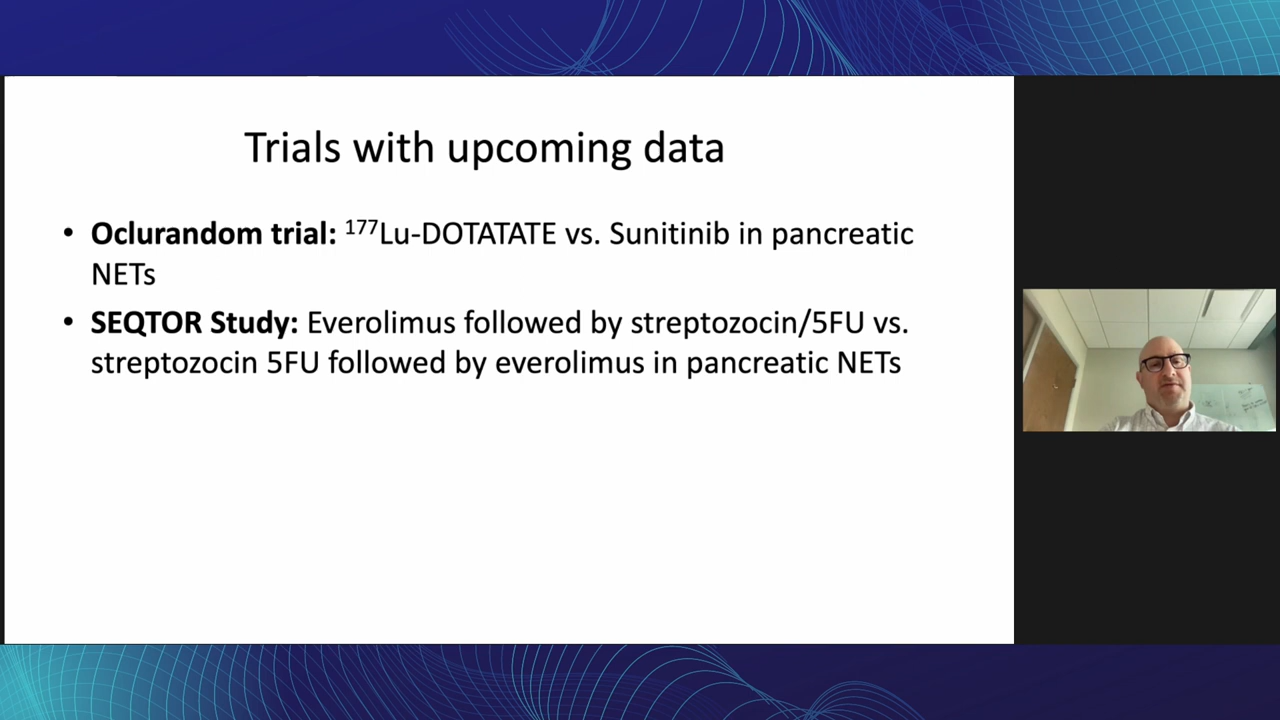 Trials with upcoming data
• Oclurandom trial: ¹⁷⁷Lu-DOTATATE vs. Sunitinib in pancreatic
NETs
• SEQTOR Study: Everolimus followed by streptozocin/5FU vs.
streptozocin 5FU followed by everolimus in pancreatic NETs